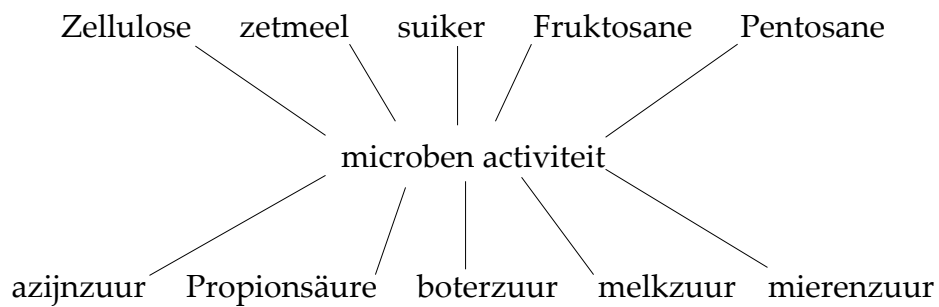 Zellulose zetmeel suiker Fruktosane Pentosane
microben activiteit
azijnzuur Propionsäure boterzuur melkzuur mierenzuur